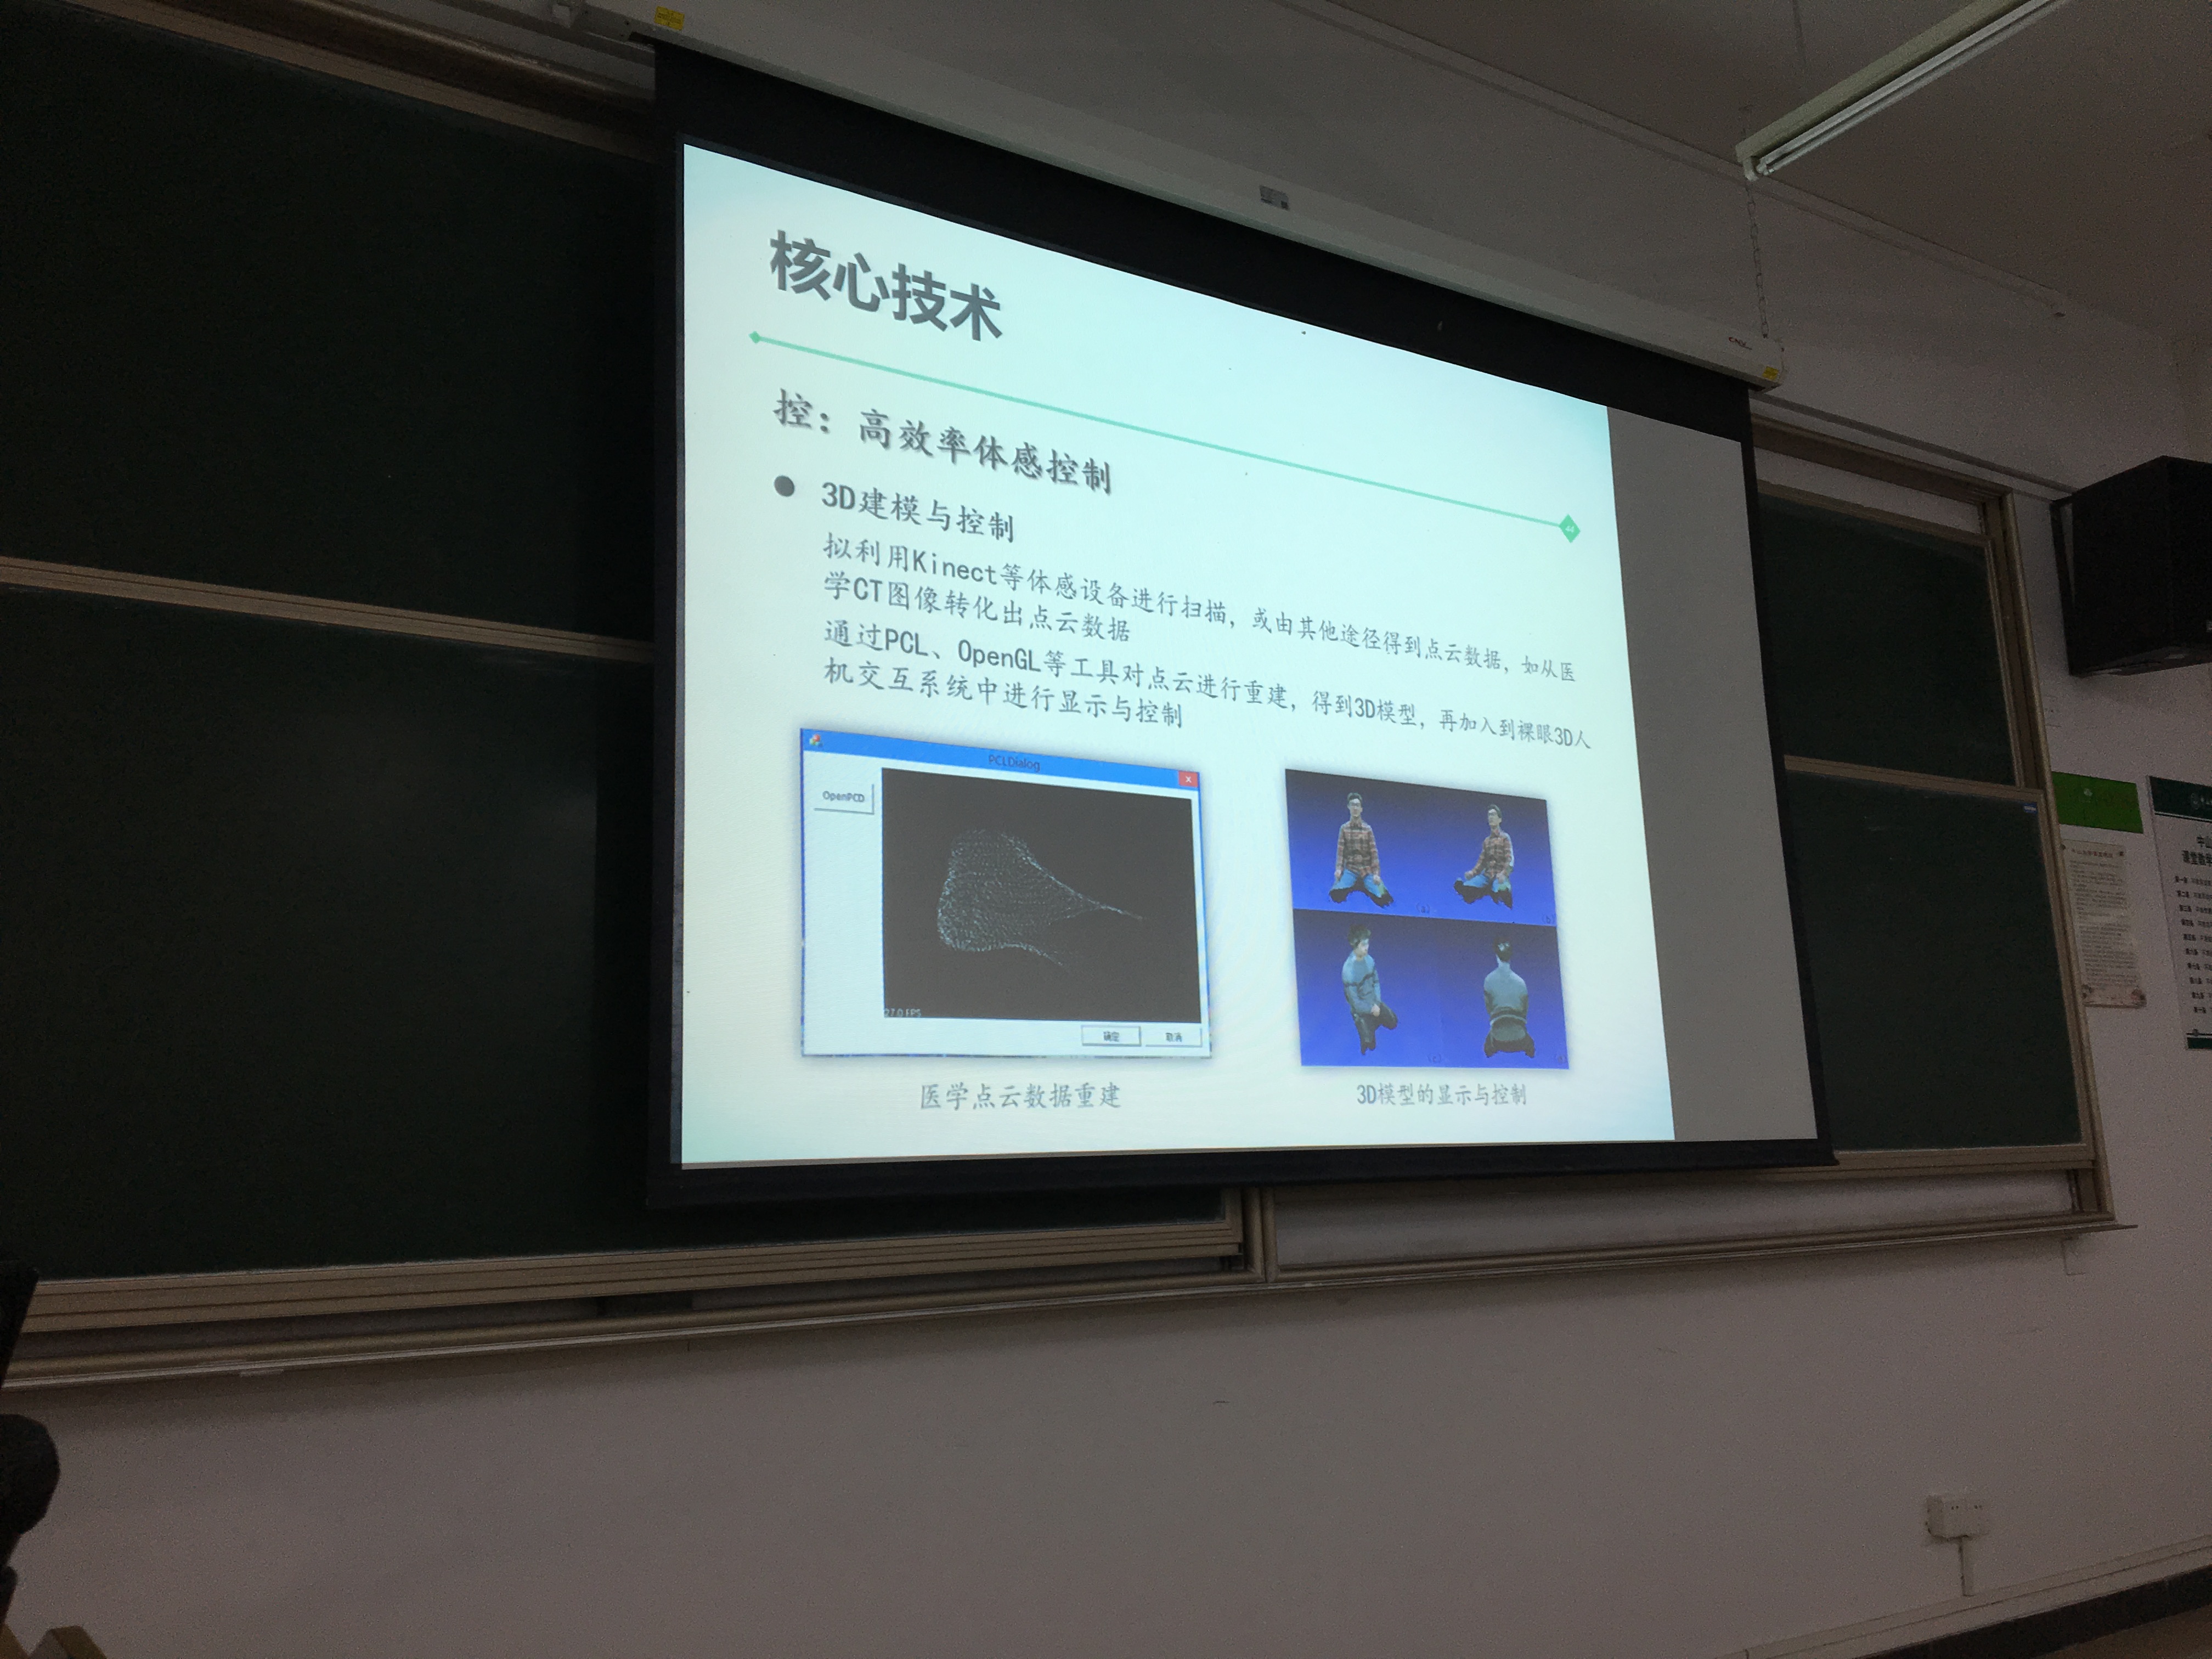 核心技术
44
控：高效率体感控制
3D建模与控制
拟利用Kinect等体感设备进行扫描，或由其他途径得到点云数据，如从医
学CT图像转化出点云数据
通过PCL、OpenGL等工具对点云进行重建，得到3D模型，再加入到裸眼3D人
机交互系统中进行显示与控制
PCLDialog
OpenPCD
27.0 FPS
确定
取消
(a)
医学点云数据重建
3D模型的显示与控制
中山
课堂教学